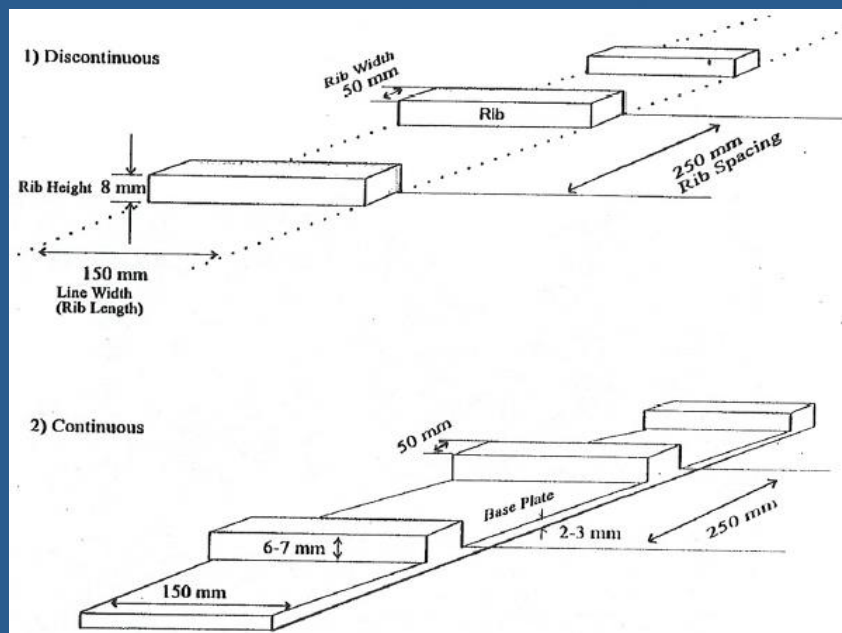 1) Discontinuous
Rib Width
50 mm
Rib
250 mm
Rib Spacing
Rib Height 8 mm
150 mm
Line Width
(Rib Length)
2) Continuous
50 mm
Base Plate
2-3 mm
250 mm
6-7 mm
150 mm